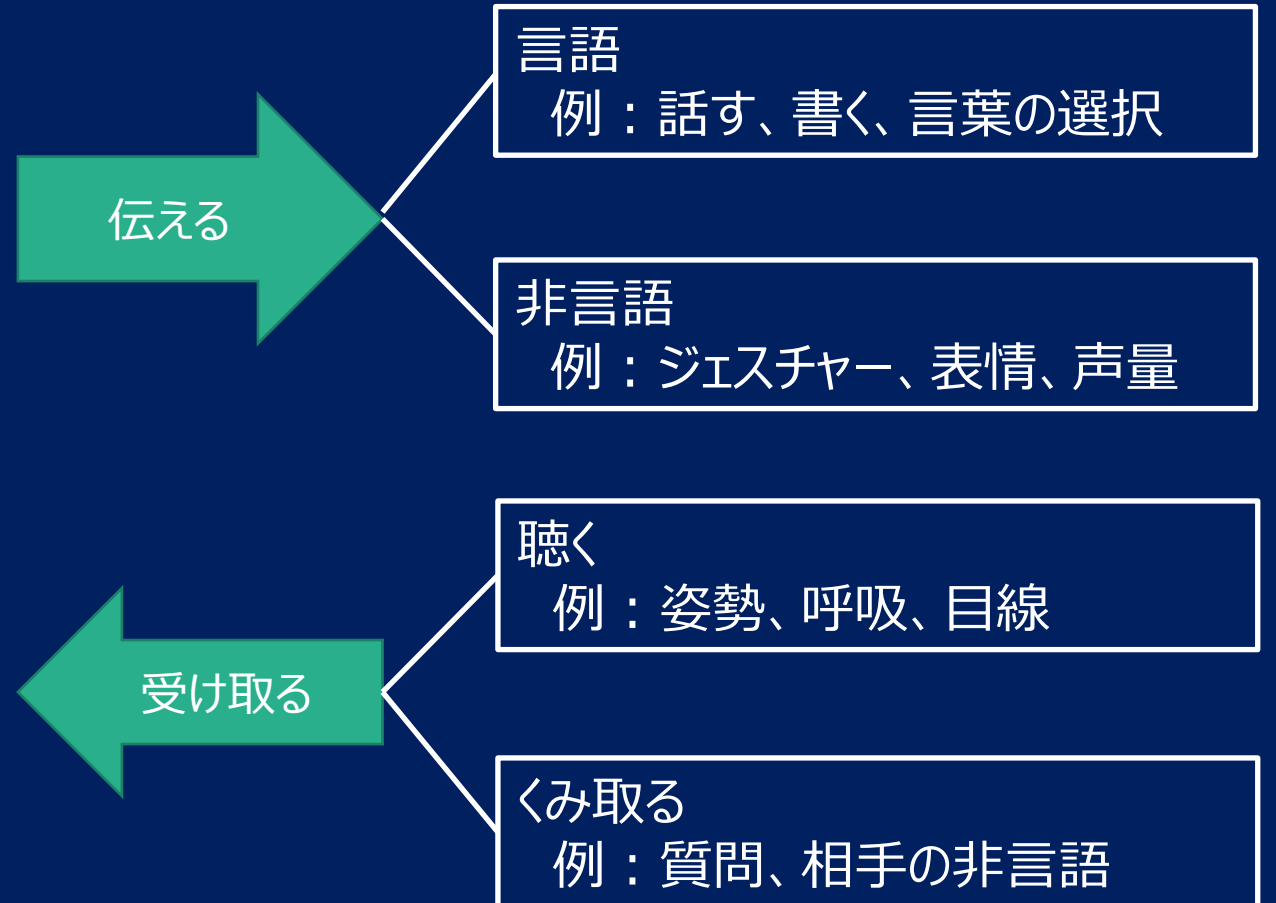 伝える
言語
例：話す、書く、言葉の選択
非言語
例：ジェスチャー、表情、声量
受け取る
聴く
例：姿勢、呼吸、目線
くみ取る
例：質問、相手の非言語